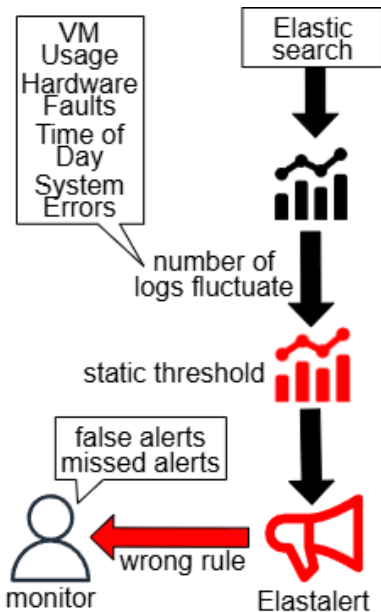 VM
Usage
Hardware
Faults
Time of
Day
System
Errors
Elastic
search
number of
logs fluctuate
static threshold
false alerts
missed alerts
wrong rule
monitor
Elastalert